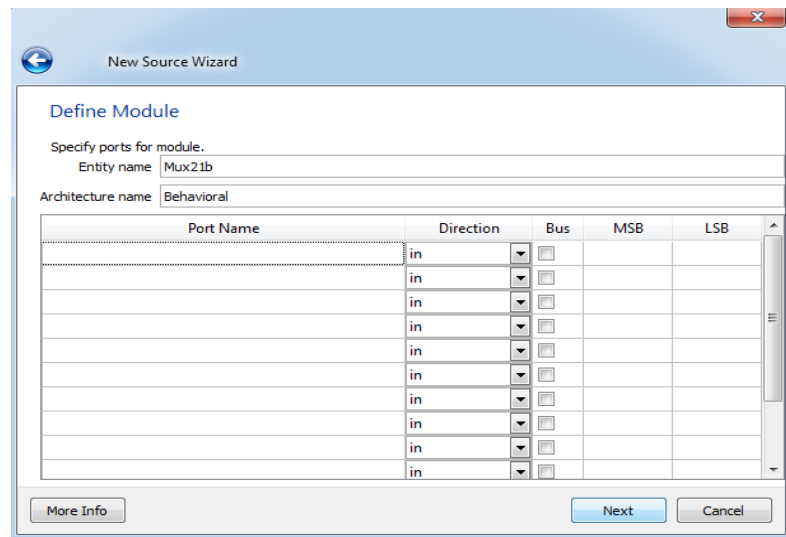 New Source Wizard
Define Module
Specify ports for module.
Entity name Mux21b
Architecture name Behavioral
Port Name Direction Bus MSB LSB
in
in
in
in
in
in
in
in
in
in
More Info Next Cancel